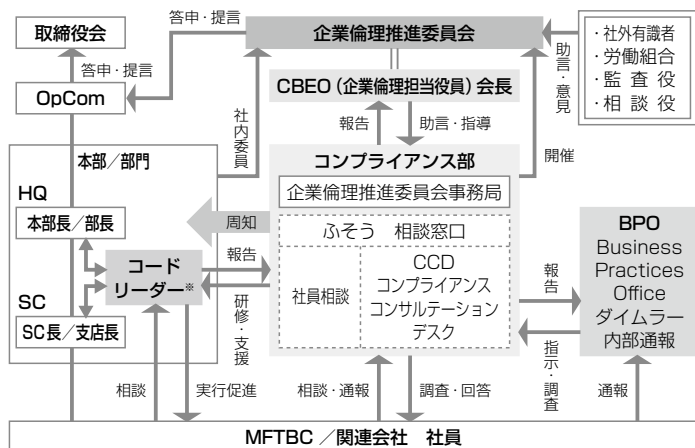 答申・提言
取締役会
企業倫理推進委員会
・社外有識者
・労働組合
・監査役
・相談役
助言・意見
答申・提言
OpCom
CBEO（企業倫理担当役員）会長
社内委員
報告
助言・指導
開催
本部／部門
コンプライアンス部
企業倫理推進委員会事務局
HQ
本部長／部長
周知
ふそう　相談窓口
社員相談
CCD
コンプライアンス
コンサルテーション
デスク
BPO
Business
Practices
Office
ダイムラー
内部通報
コード
リーダー※
報告
研修・支援
報告
指示・調査
SC
SC長／支店長
相談
実行促進
相談・通報
調査・回答
通報
MFTBC／関連会社　社員